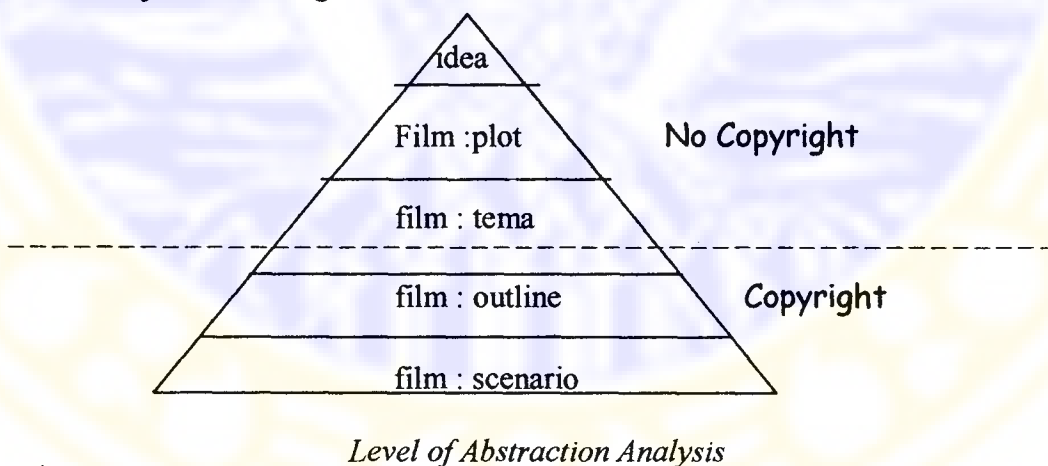 idea
Film :plot
No Copyright
film : tema
film : outline
Copyright
film : scenario
Level of Abstraction Analysis